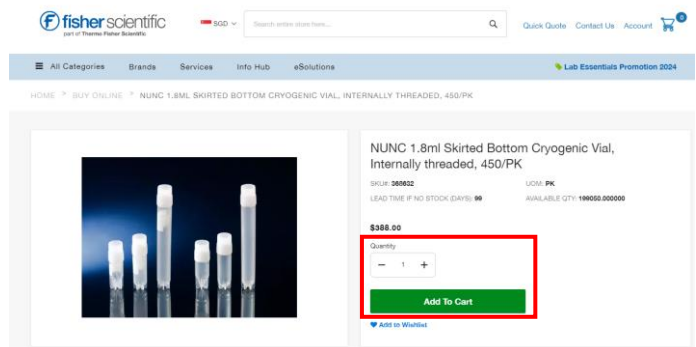 fisher scientific
part of Thermo Fisher Scientific
SGD
Search entire store here...
Quick Quote Contact Us Account
0
All Categories Brands Services Info Hub eSolutions
Lab Essentials Promotion 2024
HOME > BUY ONLINE > NUNC 1.8ML SKIRTED BOTTOM CRYOGENIC VIAL, INTERNALLY THREADED, 450/PK
NUNC 1.8ml Skirted Bottom Cryogenic Vial,
Internally threaded, 450/PK
SKU#: 368632 UOM: PK
LEAD TIME IF NO STOCK (DAYS): 99 AVAILABLE QTY: 199050.000000
$388.00
Quantity
− 1 +
Add To Cart
Add to Wishlist